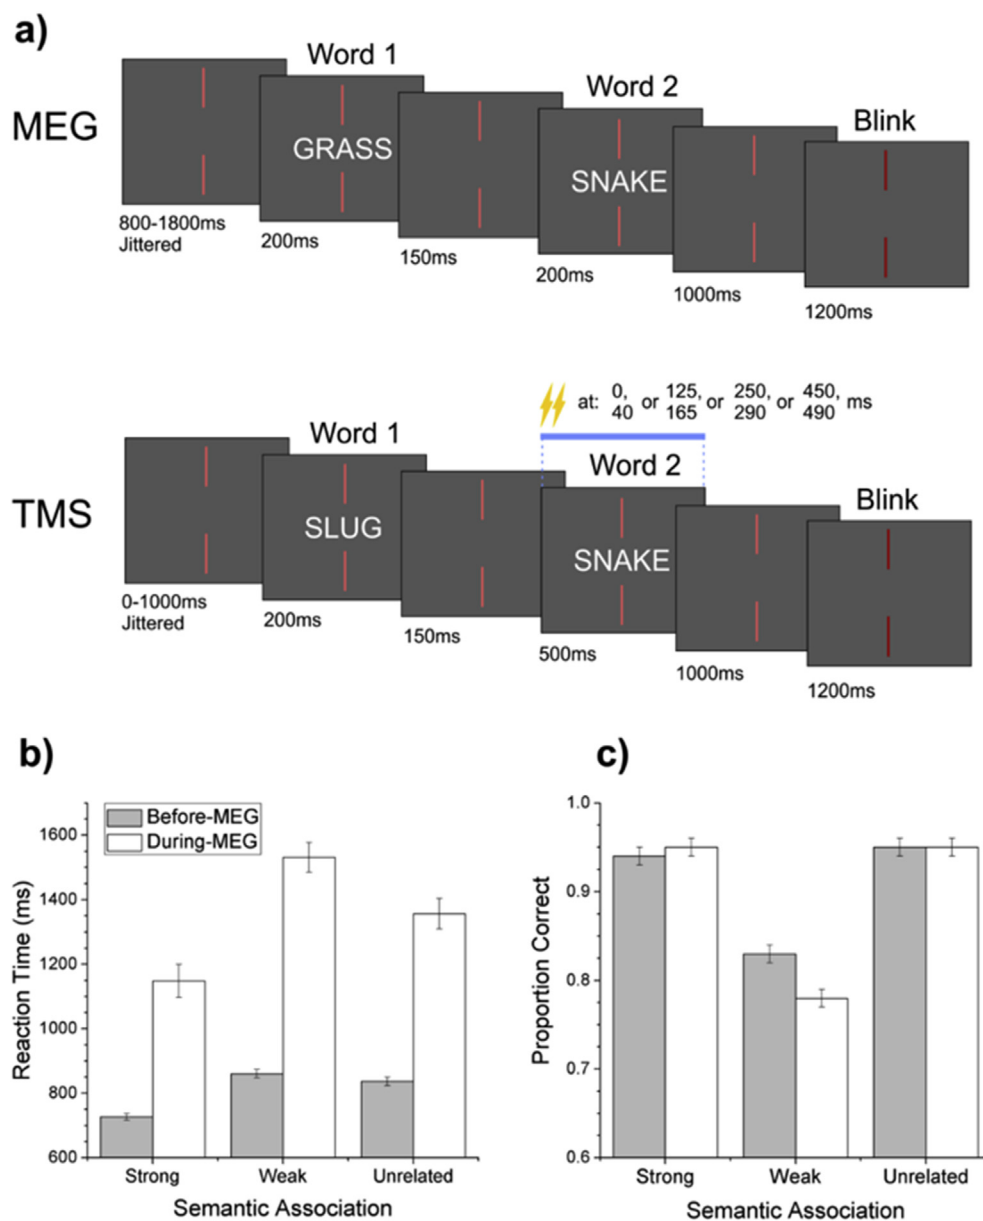 a)
MEG
Word 1
Word 2
Blink
GRASS
SNAKE
800-1800ms
Jittered
200ms
150ms
200ms
1000ms
1200ms
at: 0, 40 or 125, 165 or 250, 290 or 450, 490 ms
TMS
Word 1
Word 2
Blink
SLUG
SNAKE
0-1000ms
Jittered
200ms
150ms
500ms
1000ms
1200ms
b)
Before-MEG
During-MEG
1600
1400
1200
1000
800
600
Reaction Time (ms)
Strong
Weak
Unrelated
Semantic Association
c)
1.0
0.9
0.8
0.7
0.6
Proportion Correct
Strong
Weak
Unrelated
Semantic Association